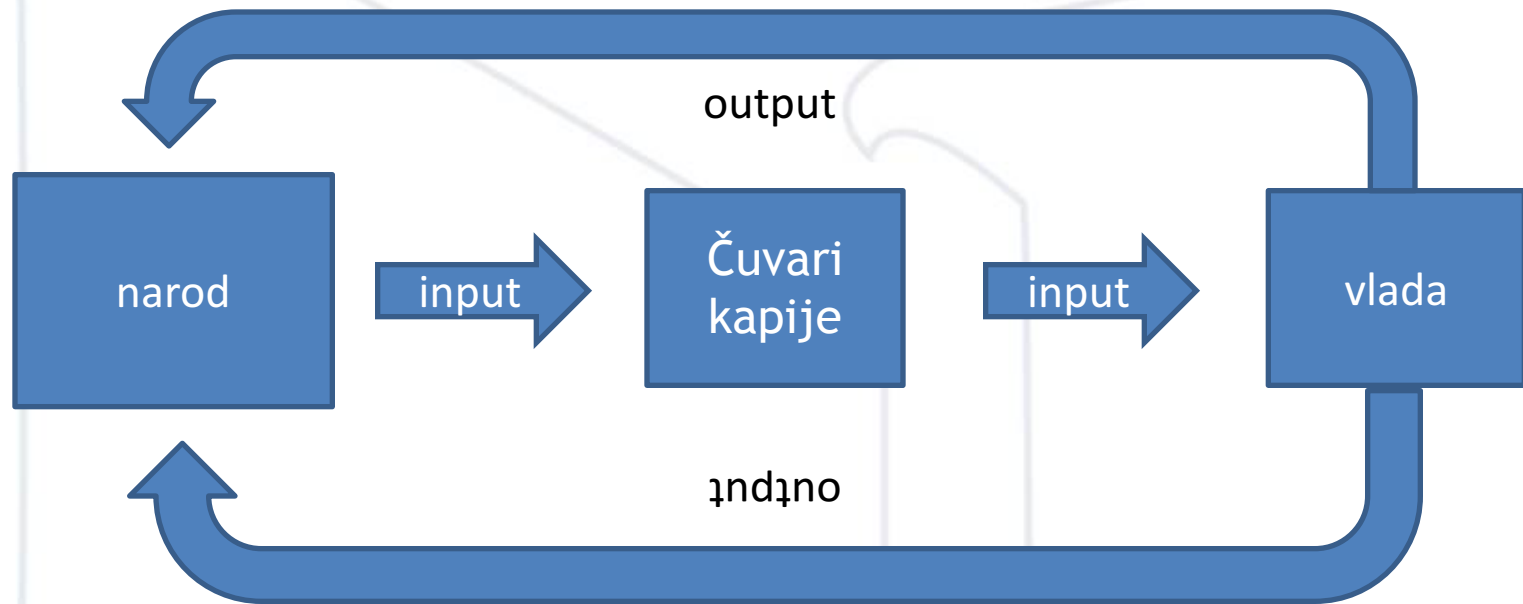 output
narod
input
Čuvari
kapije
input
vlada
output